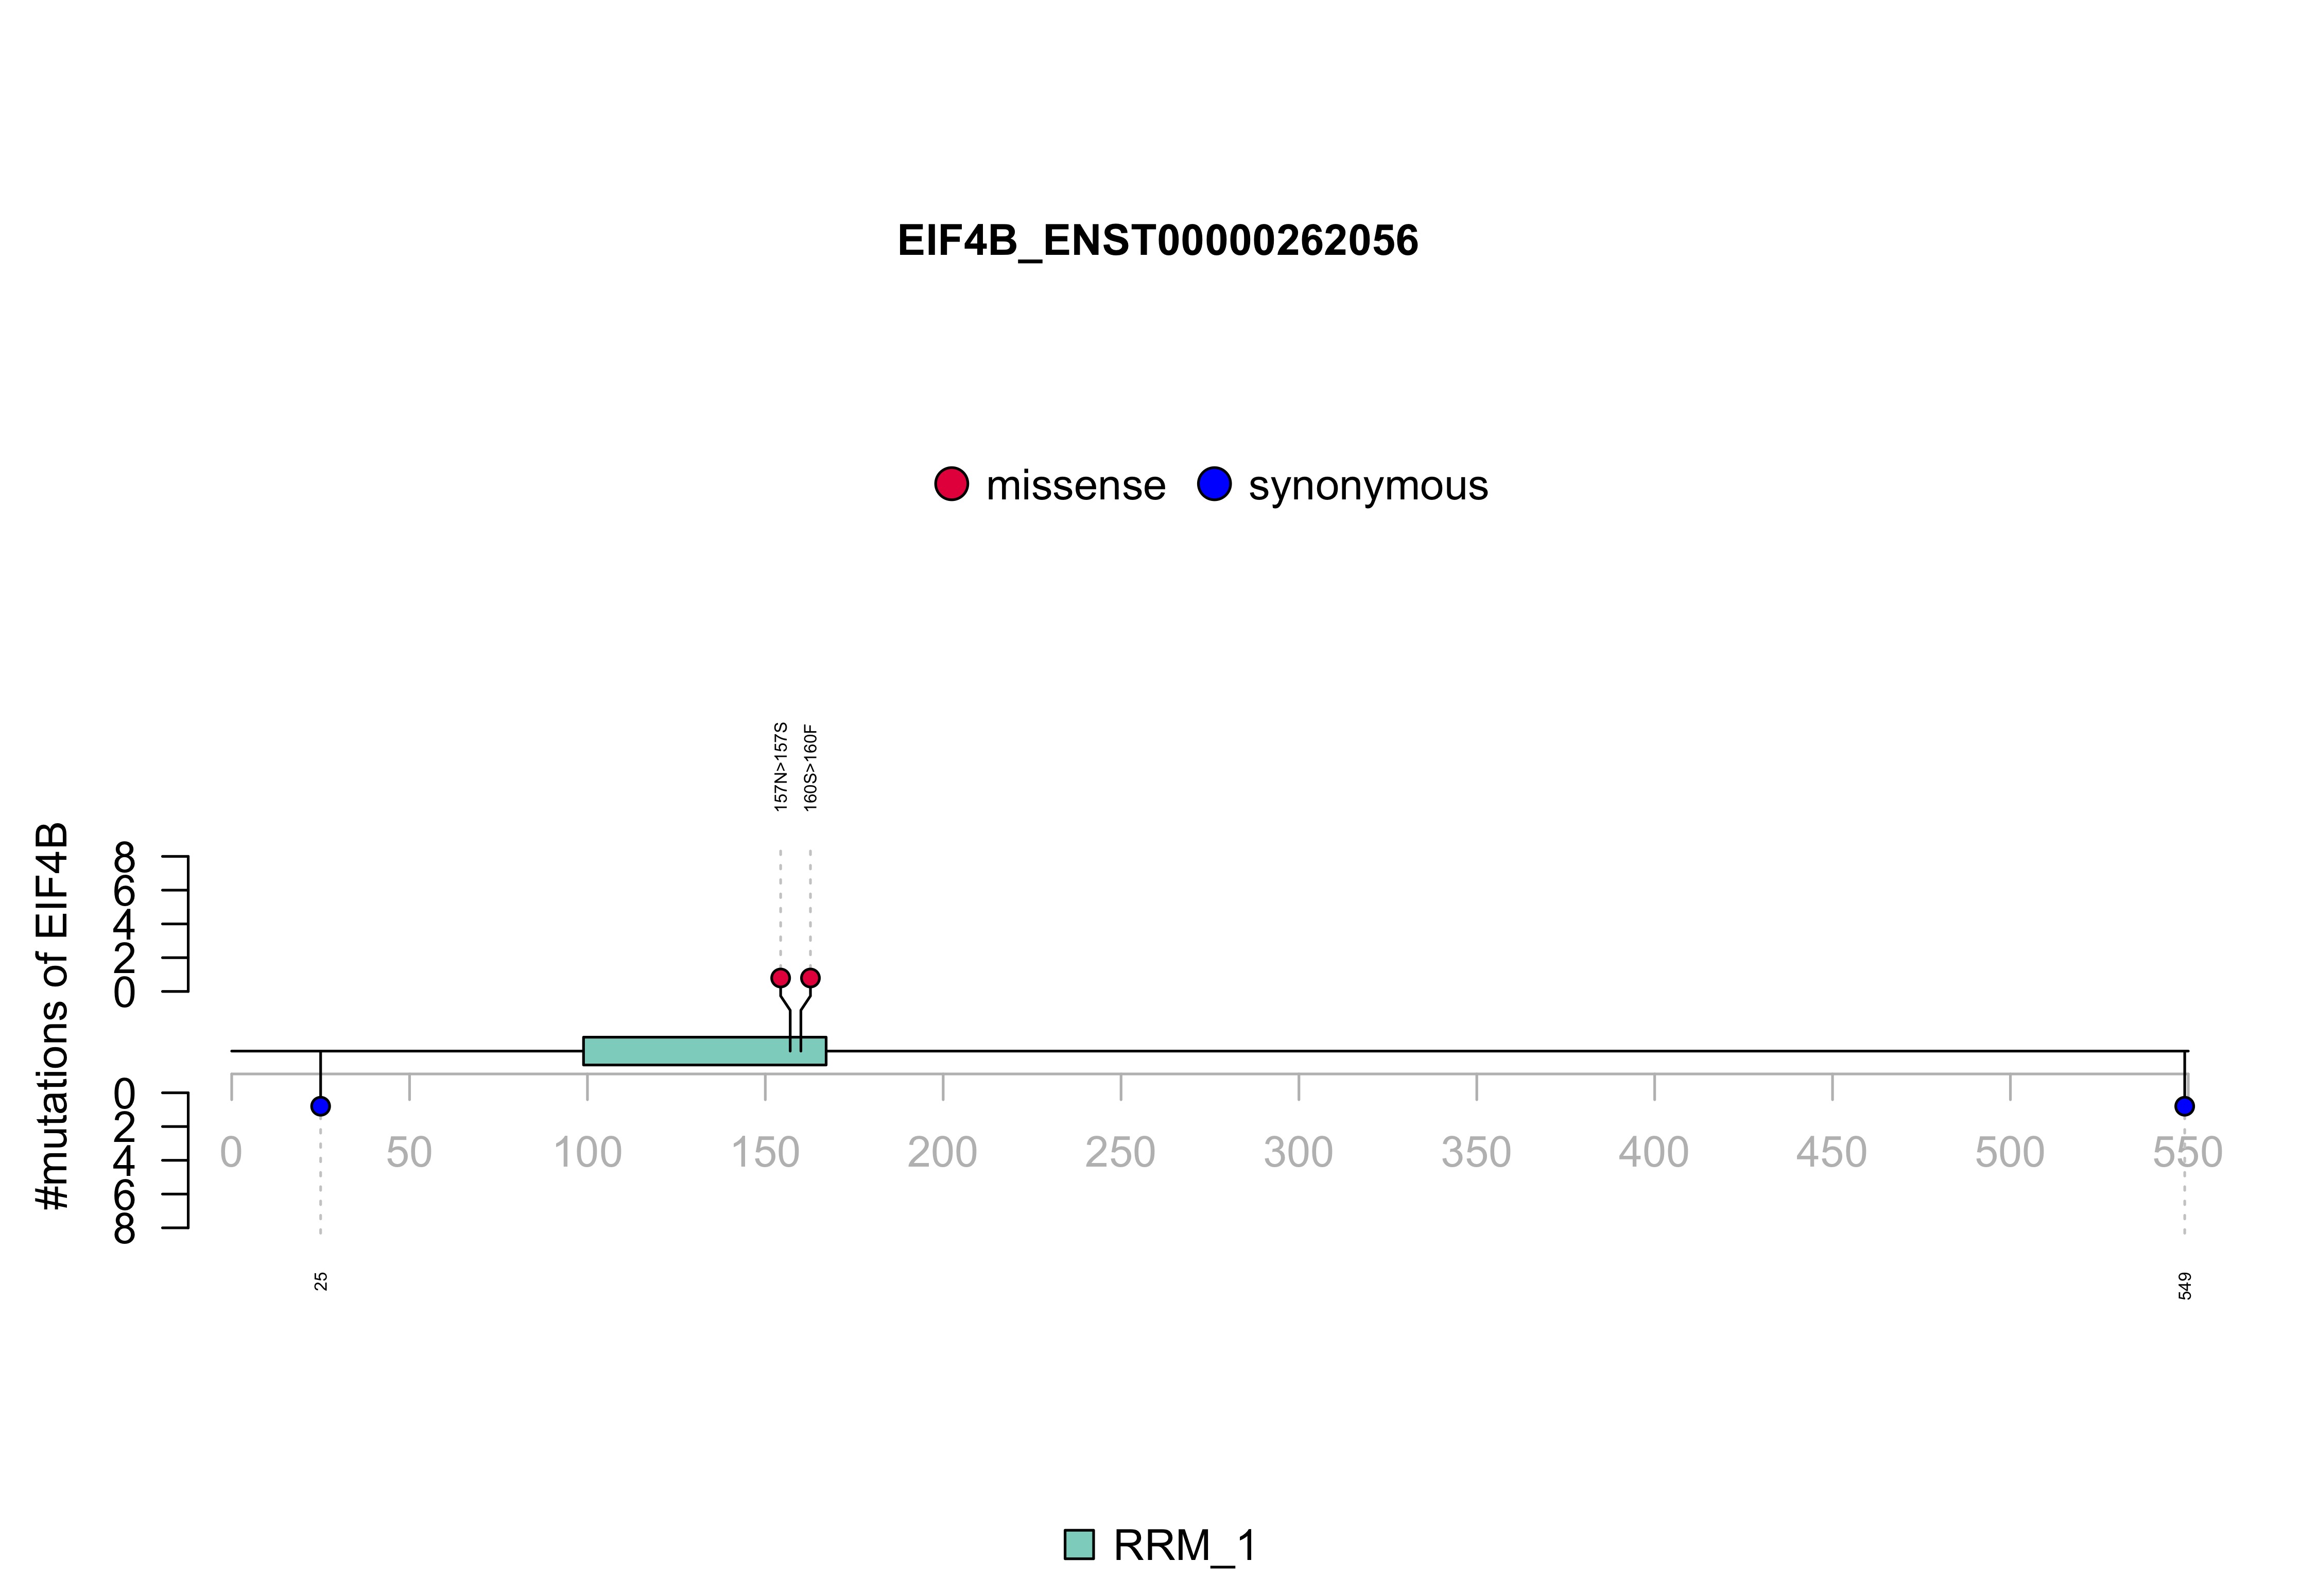 EIF4B_ENST00000262056
missense synonymous
157N>157S
160S>160F
#mutations of EIF4B
8
6
4
2
0
0
2
4
6
8
0 50 100 150 200 250 300 350 400 450 500 550
25
549
RRM_1